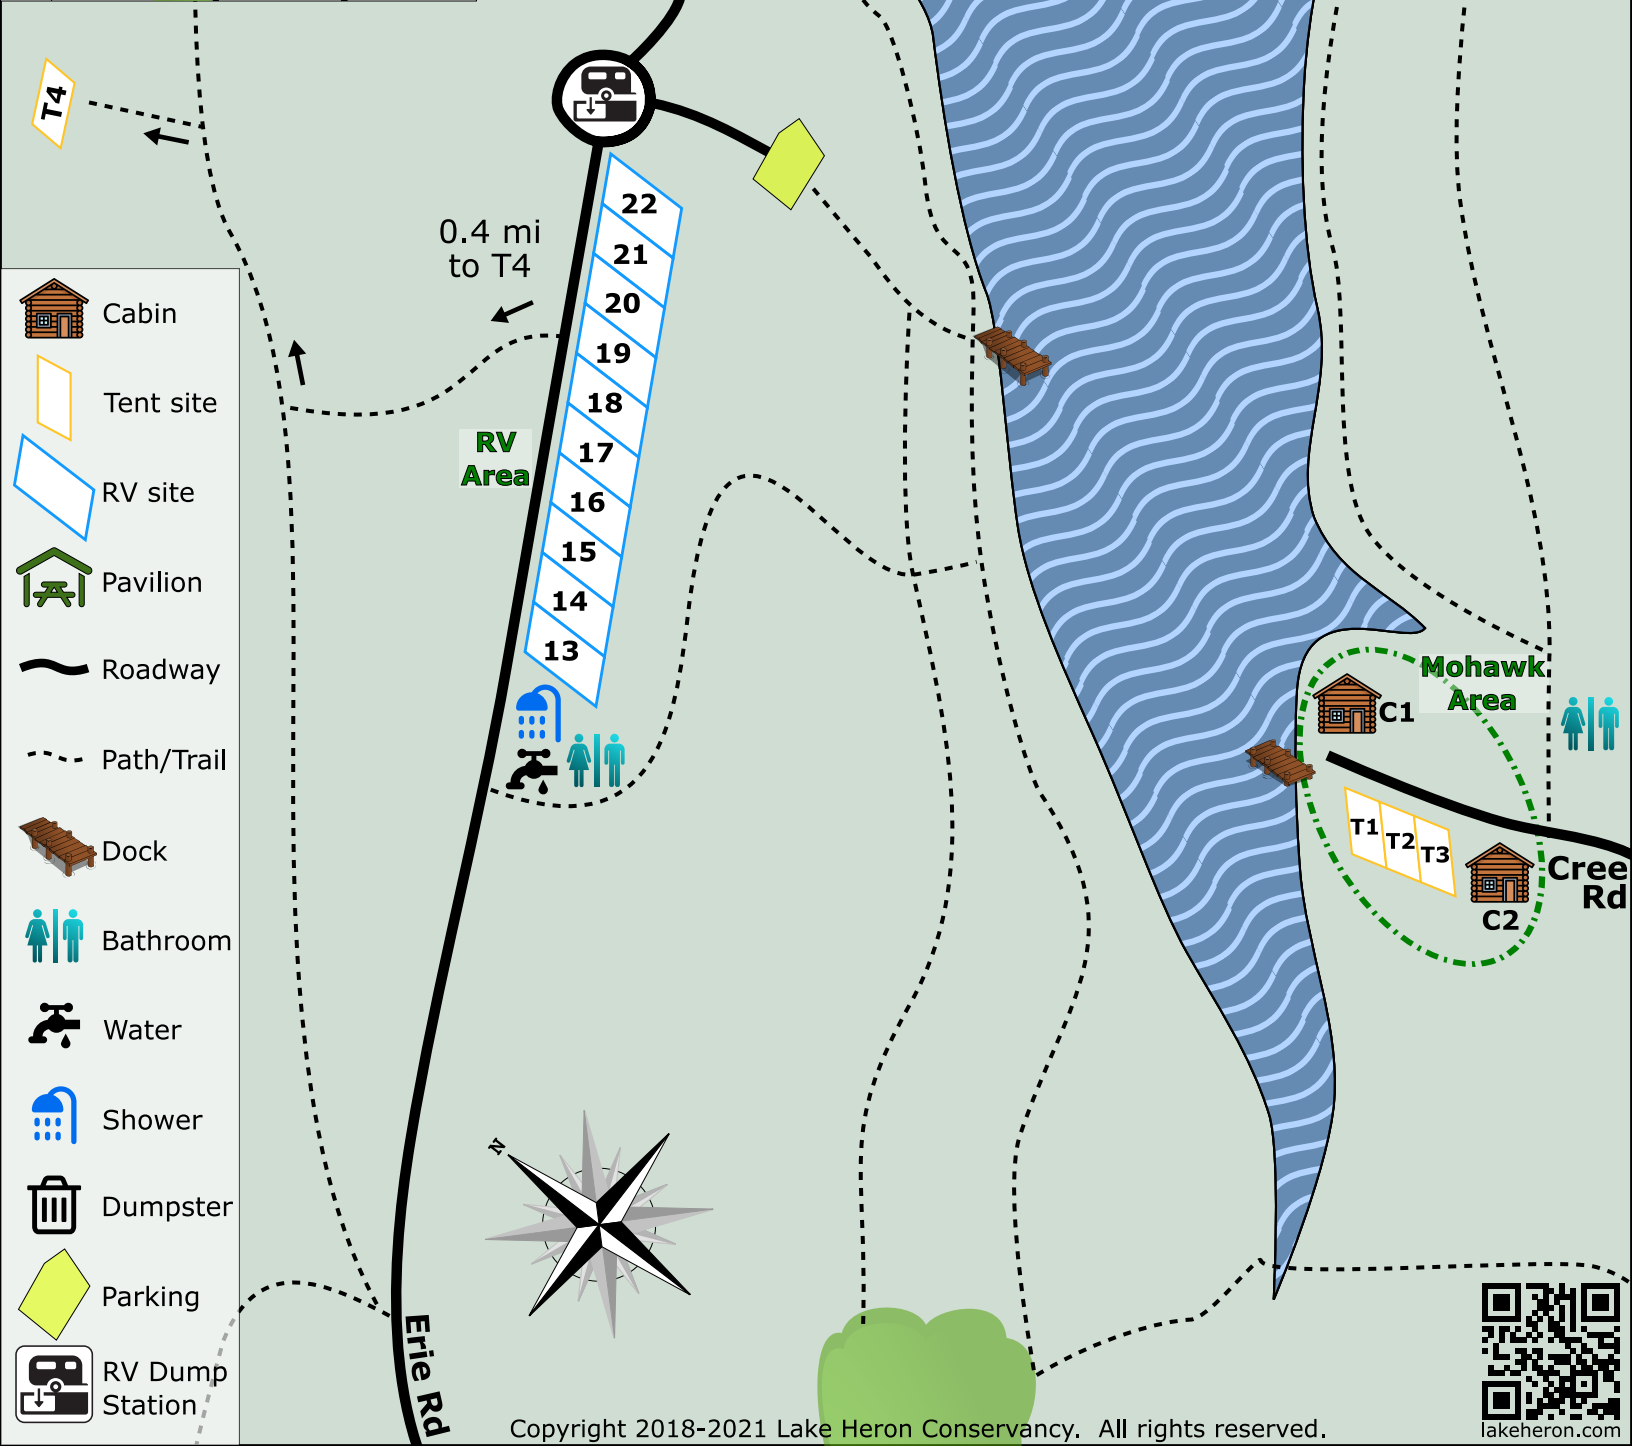 T4
22
0.4 mi
to T4
21
20
19
18
RV
Area
17
16
15
14
13
Cabin
Tent site
RV site
Pavilion
Roadway
Path/Trail
Dock
Bathroom
Water
Shower
Dumpster
Parking
RV Dump
Station
Mohawk
Area
C1
T1
T2
T3
C2
Cree
Rd
N
Erie Rd
Copyright 2018-2021 Lake Heron Conservancy. All rights reserved.
lakeheron.com